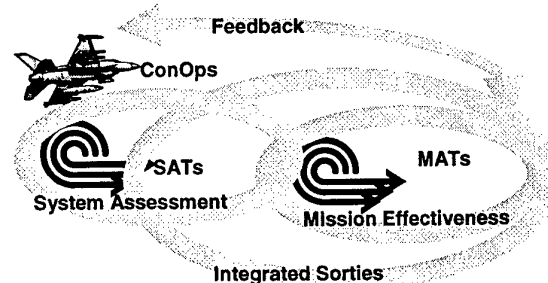 Feedback
ConOps
SATs
System Assessment
MATs
Mission Effectiveness
Integrated Sorties